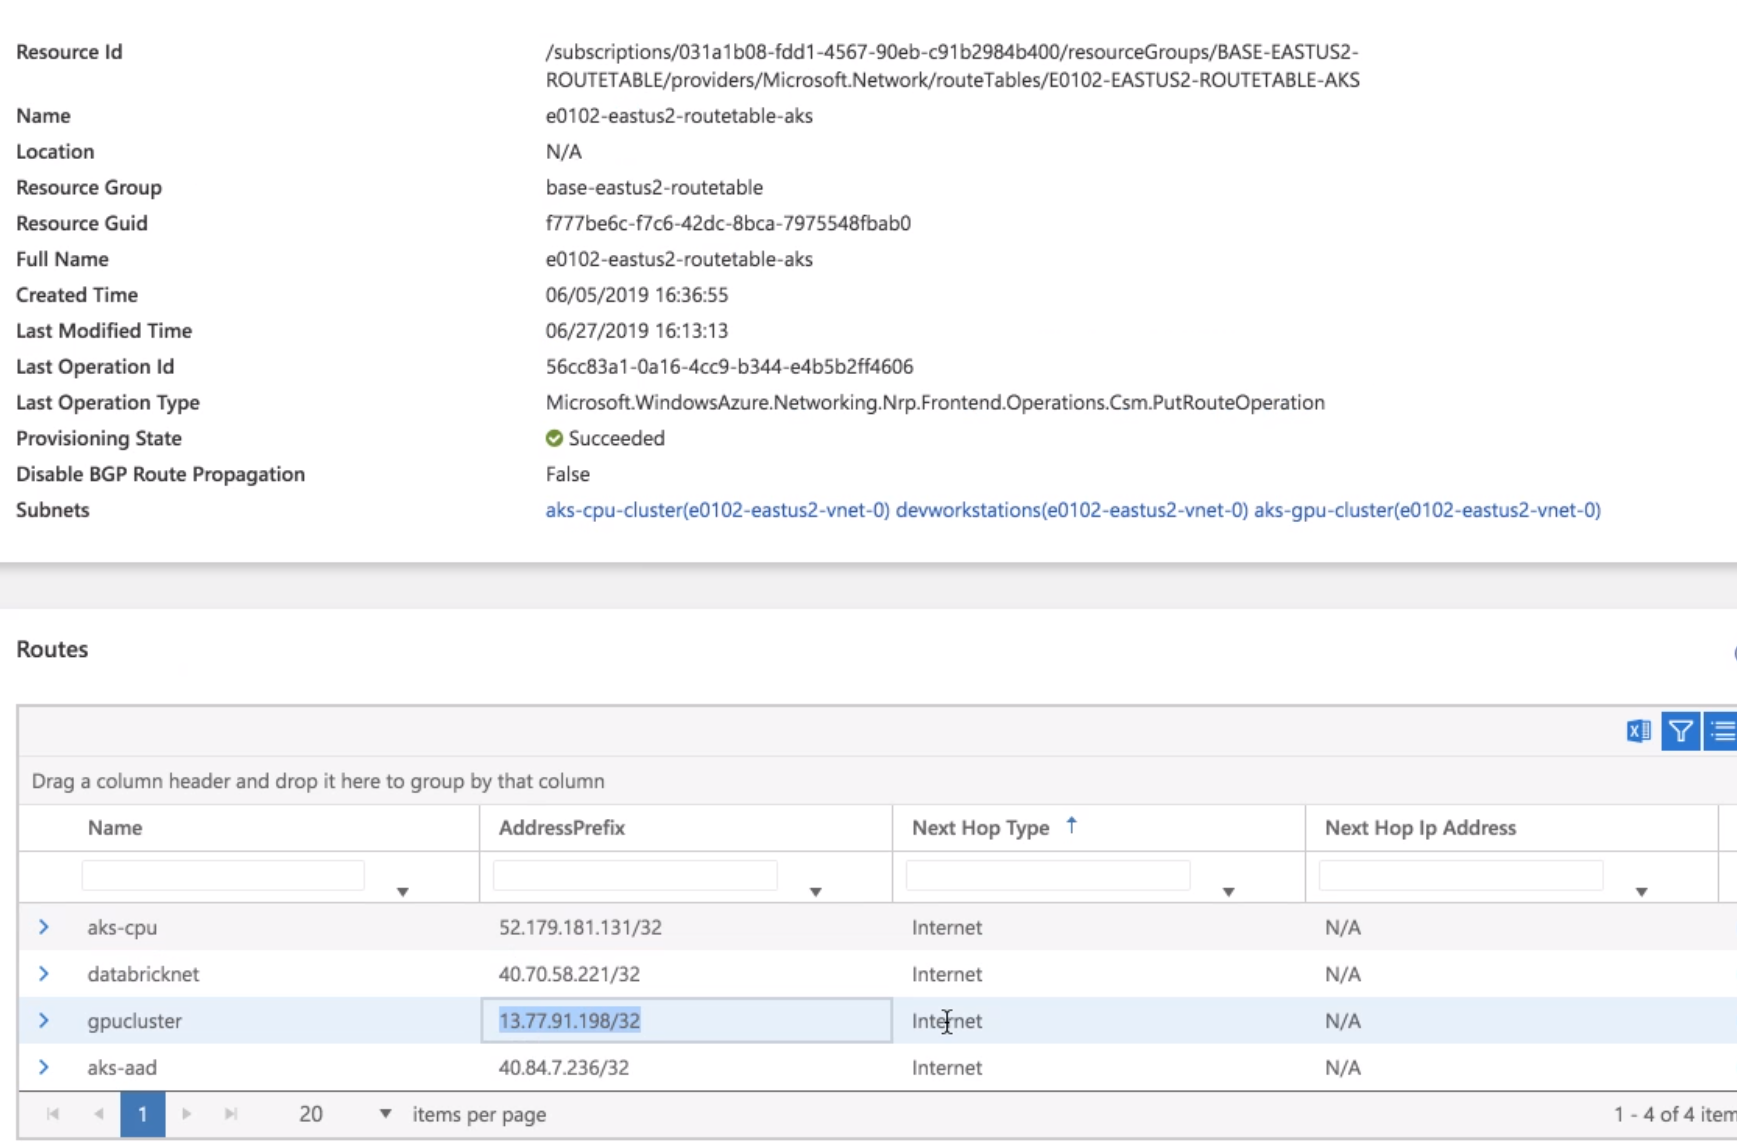 Resource Id /subscriptions/031a1b08-fdd1-4567-90eb-c91b2984b400/resourceGroups/BASE-EASTUS2-
ROUTETABLE/providers/Microsoft.Network/routeTables/E0102-EASTUS2-ROUTETABLE-AKS
Name e0102-eastus2-routetable-aks
Location N/A
Resource Group base-eastus2-routetable
Resource Guid f777be6c-f7c6-42dc-8bca-7975548fbab0
Full Name e0102-eastus2-routetable-aks
Created Time 06/05/2019 16:36:55
Last Modified Time 06/27/2019 16:13:13
Last Operation Id 56cc83a1-0a16-4cc9-b344-e4b5b2ff4606
Last Operation Type Microsoft.WindowsAzure.Networking.Nrp.Frontend.Operations.Csm.PutRouteOperation
Provisioning State Succeeded
Disable BGP Route Propagation False
Subnets aks-cpu-cluster(e0102-eastus2-vnet-0) devworkstations(e0102-eastus2-vnet-0) aks-gpu-cluster(e0102-eastus2-vnet-0)
Routes
Drag a column header and drop it here to group by that column
Name AddressPrefix Next Hop Type Next Hop Ip Address
aks-cpu 52.179.181.131/32 Internet N/A
databricknet 40.70.58.221/32 Internet N/A
gpucluster 13.77.91.198/32 Internet N/A
aks-aad 40.84.7.236/32 Internet N/A
1 20 items per page 1 - 4 of 4 item